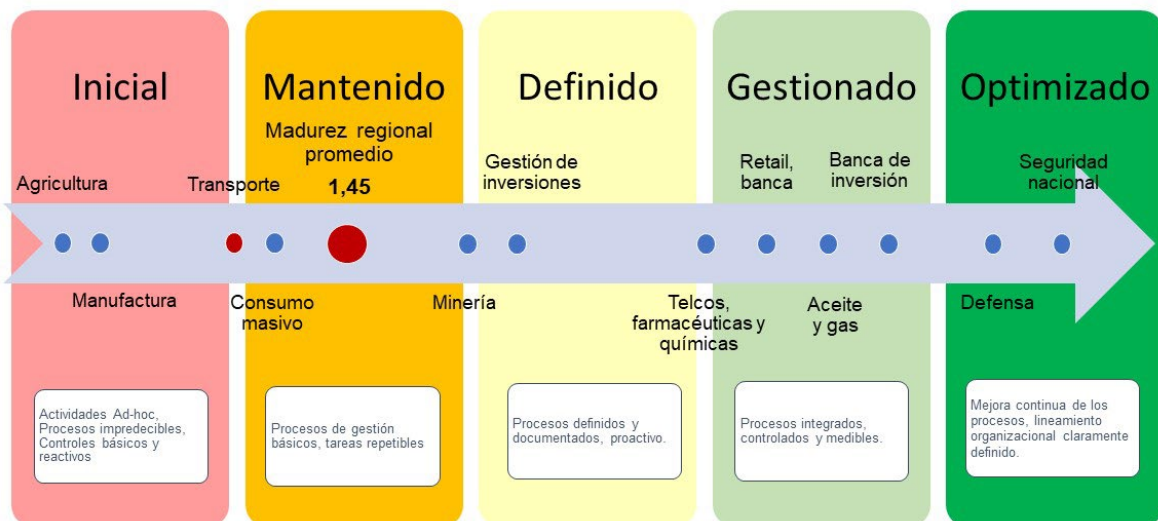 Inicial
Mantenido
Definido
Gestionado
Optimizado
Madurez regional
promedio
1,45
Agricultura
Transporte
Gestión de
inversiones
Retail,
banca
Banca de
inversión
Seguridad
nacional
Manufactura
Consumo
masivo
Minería
Telcos,
farmacéuticas y
químicas
Aceite
y gas
Defensa
Actividades Ad-hoc,
Procesos impredecibles,
Controles básicos y
reactivos
Procesos de gestión
básicos, tareas repetibles
Procesos definidos y
documentados, proactivo.
Procesos integrados,
controlados y medibles.
Mejora continua de los
procesos, lineamiento
organizacional claramente
definido.